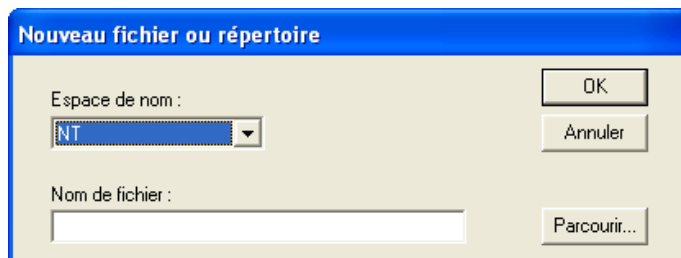 Nouveau fichier ou répertoire
Espace de nom :
OK
NT
Annuler
Nom de fichier :
Parcourir...